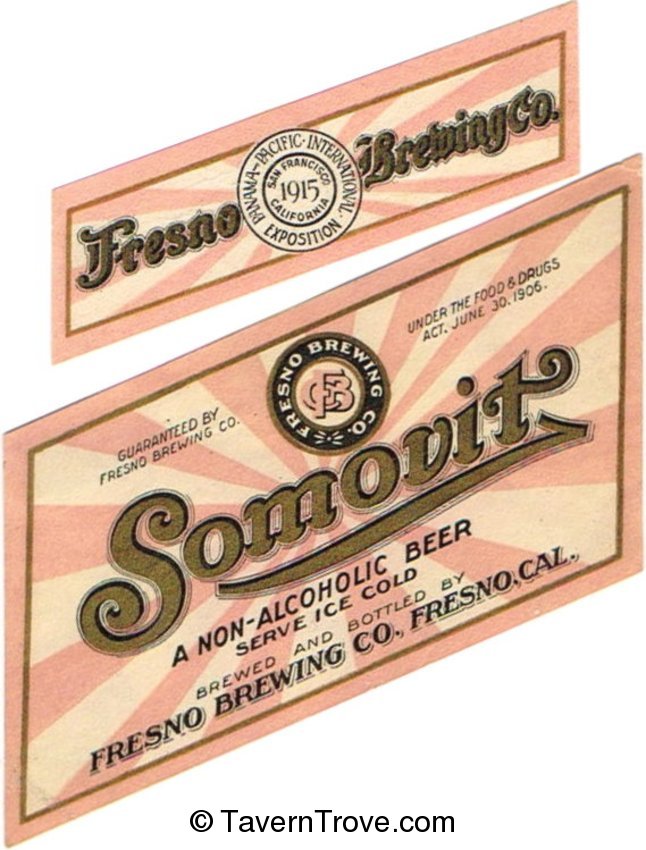 Fresno Brewing Co.
PANAMA-PACIFIC-INTERNATIONAL
EXPOSITION
SAN FRANCISCO
1915
CALIFORNIA
GUARANTEED BY
FRESNO BREWING CO.
UNDER THE FOOD & DRUGS
ACT, JUNE 30, 1906.
FRESNO BREWING CO.
FBC
Somovit
A NON-ALCOHOLIC BEER
SERVE ICE COLD
BREWED AND BOTTLED BY
FRESNO BREWING CO., FRESNO, CAL.
© TavernTrove.com